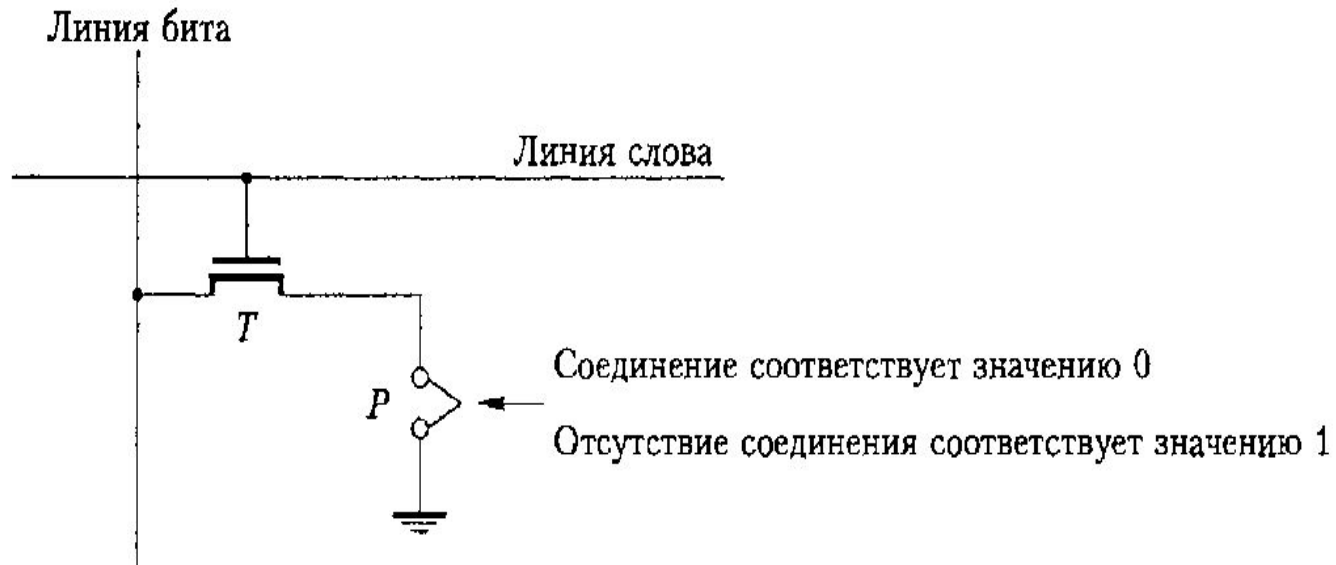 Линия бита
Линия слова
T
P
Соединение соответствует значению 0
Отсутствие соединения соответствует значению 1